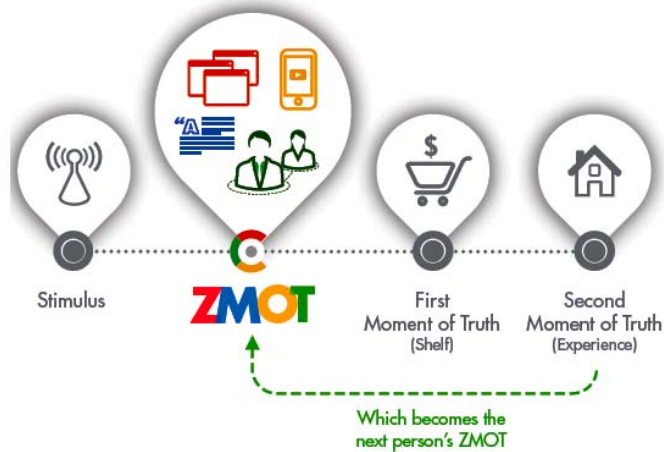 “A
$
Stimulus
ZMOT
First
Moment of Truth
(Shelf)
Second
Moment of Truth
(Experience)
Which becomes the
next person's ZMOT